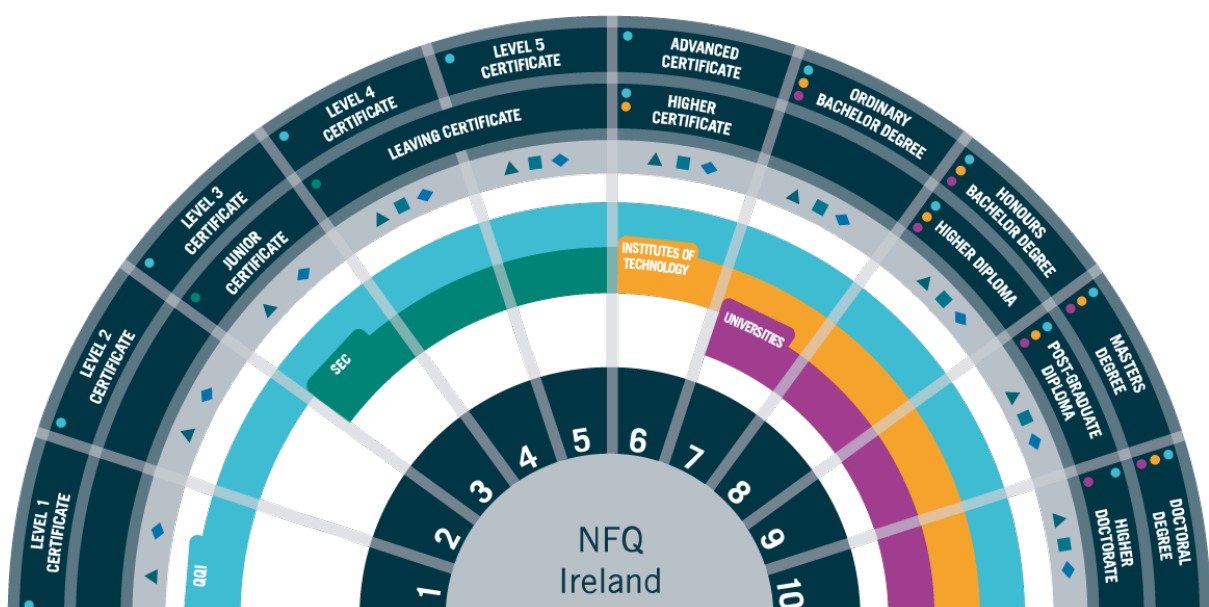 LEVEL 1
CERTIFICATE
LEVEL 2
CERTIFICATE
LEVEL 3
CERTIFICATE
LEVEL 4
CERTIFICATE
LEVEL 5
CERTIFICATE
ADVANCED
CERTIFICATE
ORDINARY
BACHELOR DEGREE
HONOURS
BACHELOR DEGREE
MASTERS
DEGREE
DOCTORAL
DEGREE
JUNIOR
CERTIFICATE
LEAVING CERTIFICATE
HIGHER
CERTIFICATE
HIGHER DIPLOMA
POST-GRADUATE
DIPLOMA
HIGHER
DOCTORATE
QQI
SEC
INSTITUTES OF
TECHNOLOGY
UNIVERSITIES
1
2
3
4
5
6
7
8
9
10
NFQ
Ireland